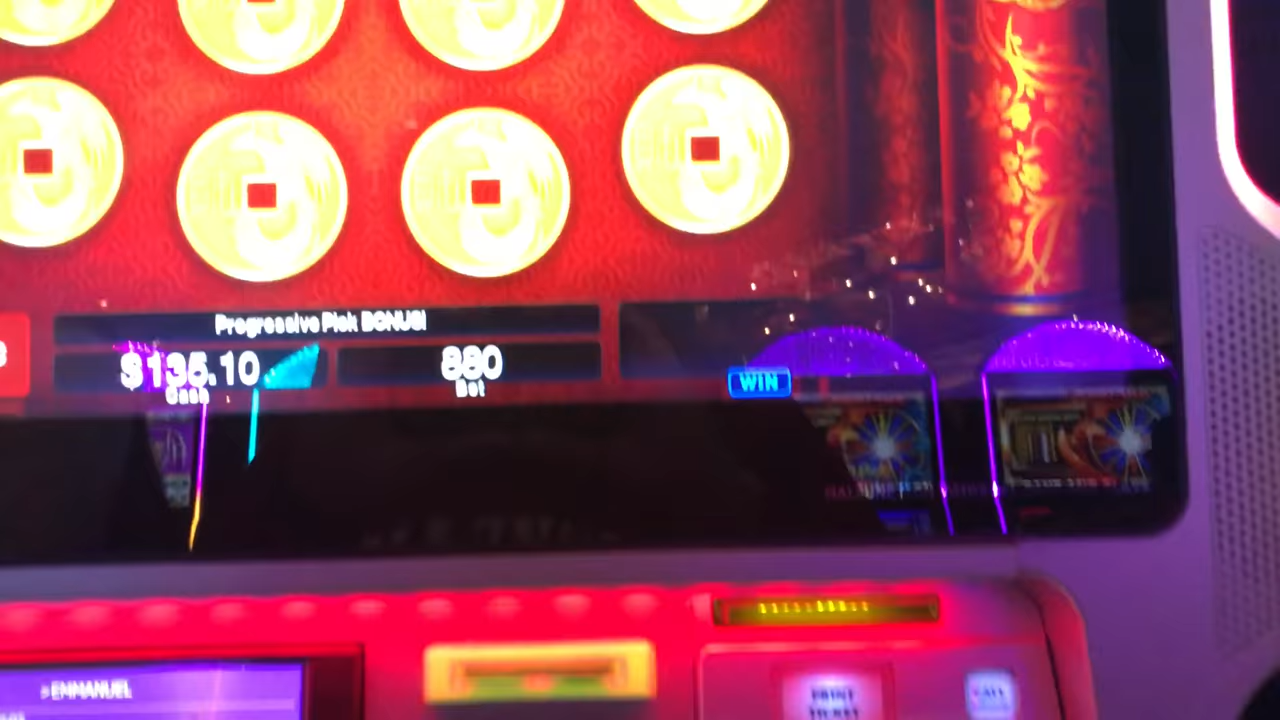 Progressive Pick BONUS!
$135.10
Cash
880
Bet
WIN
EMMANUEL
PRINT
TICKET